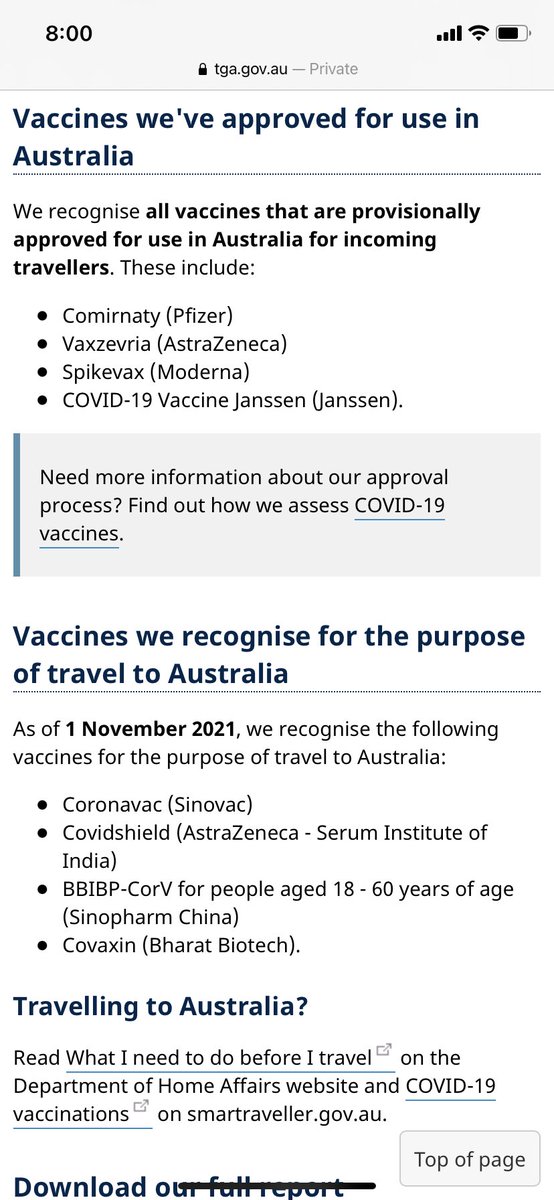 8:00
tga.gov.au — Private
Vaccines we've approved for use in
Australia
We recognise all vaccines that are provisionally
approved for use in Australia for incoming
travellers. These include:
• Comirnaty (Pfizer)
• Vaxzevria (AstraZeneca)
• Spikevax (Moderna)
• COVID-19 Vaccine Janssen (Janssen).
Need more information about our approval
process? Find out how we assess COVID-19
vaccines.
Vaccines we recognise for the purpose
of travel to Australia
As of 1 November 2021, we recognise the following
vaccines for the purpose of travel to Australia:
• Coronavac (Sinovac)
• Covidshield (AstraZeneca - Serum Institute of
India)
• BBIBP-CorV for people aged 18 - 60 years of age
(Sinopharm China)
• Covaxin (Bharat Biotech).
Travelling to Australia?
Read What I need to do before I travel on the
Department of Home Affairs website and COVID-19
vaccinations on smartraveller.gov.au.
Top of page
Download our full report